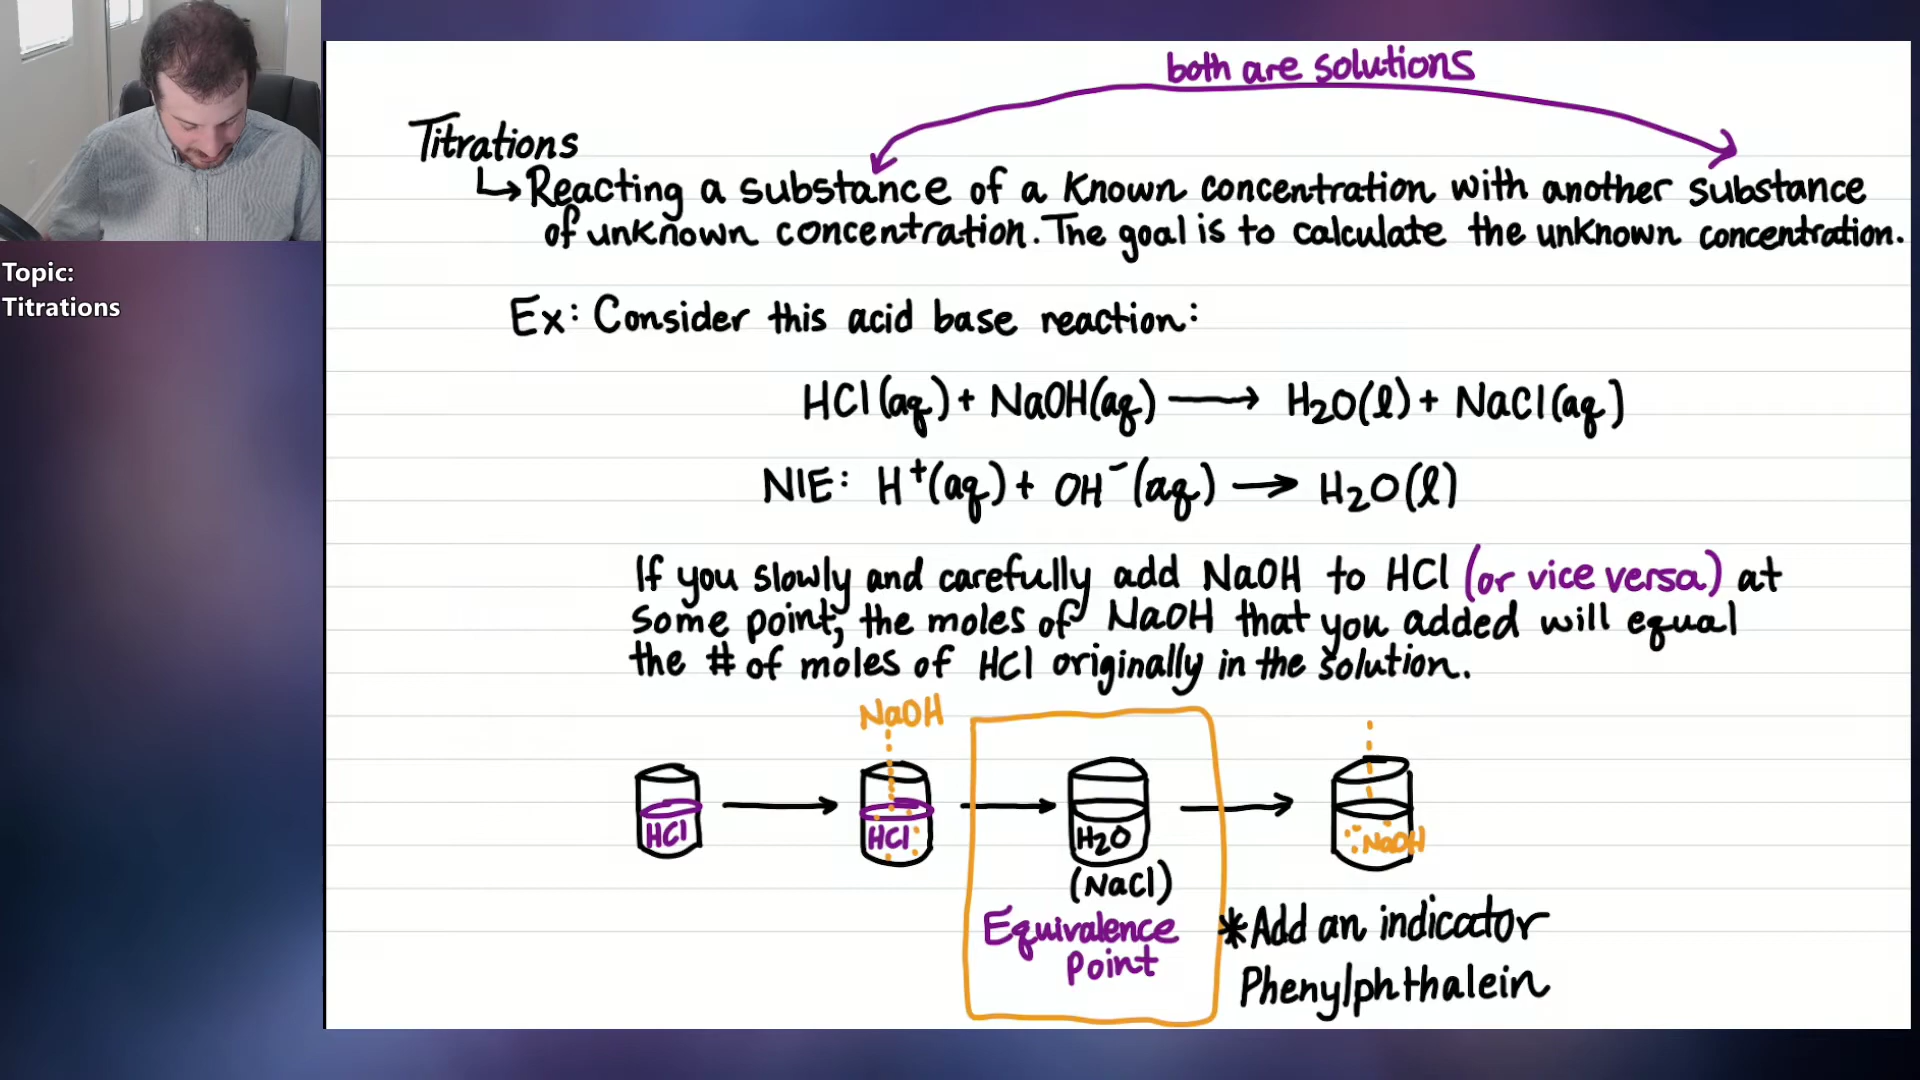 both are solutions
Titrations
↳Reacting a substance of a known concentration with another substance
of unknown concentration. The goal is to calculate the unknown concentration.
Topic:
Titrations
Ex: Consider this acid base reaction:
HCl(aq) + NaOH(aq) ⟶ H₂O(l) + NaCl(aq)
NIE: H⁺(aq) + OH⁻(aq) ⟶ H₂O(l)
If you slowly and carefully add NaOH to HCl (or vice versa) at
some point, the moles of NaOH that you added will equal
the # of moles of HCl originally in the solution.
NaOH
HCl
HCl
H₂O
NaOH
(NaCl)
Equivalence
Point
*Add an indicator
Phenylphthalein